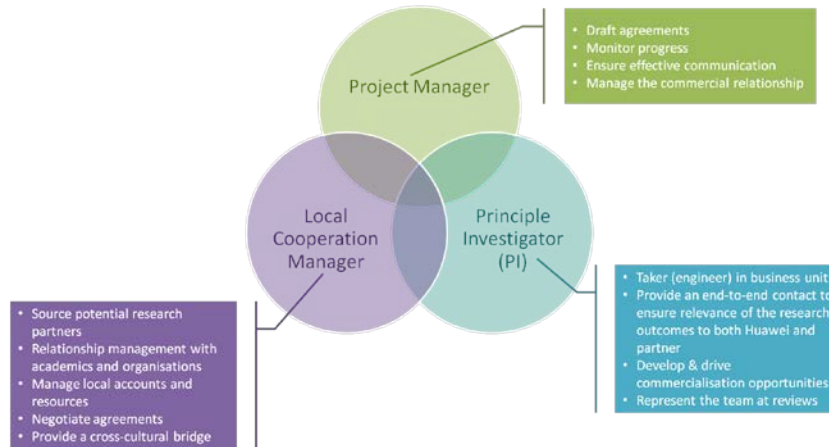 Project Manager
• Draft agreements
• Monitor progress
• Ensure effective communication
• Manage the commercial relationship
Local
Cooperation
Manager
Principle
Investigator
(PI)
• Source potential research
partners
• Relationship management with
academics and organisations
• Manage local accounts and
resources
• Negotiate agreements
• Provide a cross-cultural bridge
• Taker (engineer) in business unit
• Provide an end-to-end contact to
ensure relevance of the research
outcomes to both Huawei and
partner
• Develop & drive
commercialisation opportunities
• Represent the team at reviews